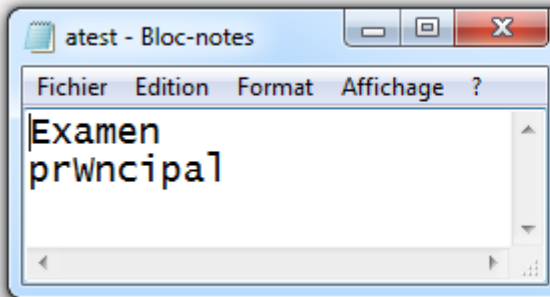 atest - Bloc-notes
Fichier Edition Format Affichage ?
Examen
prWncipal